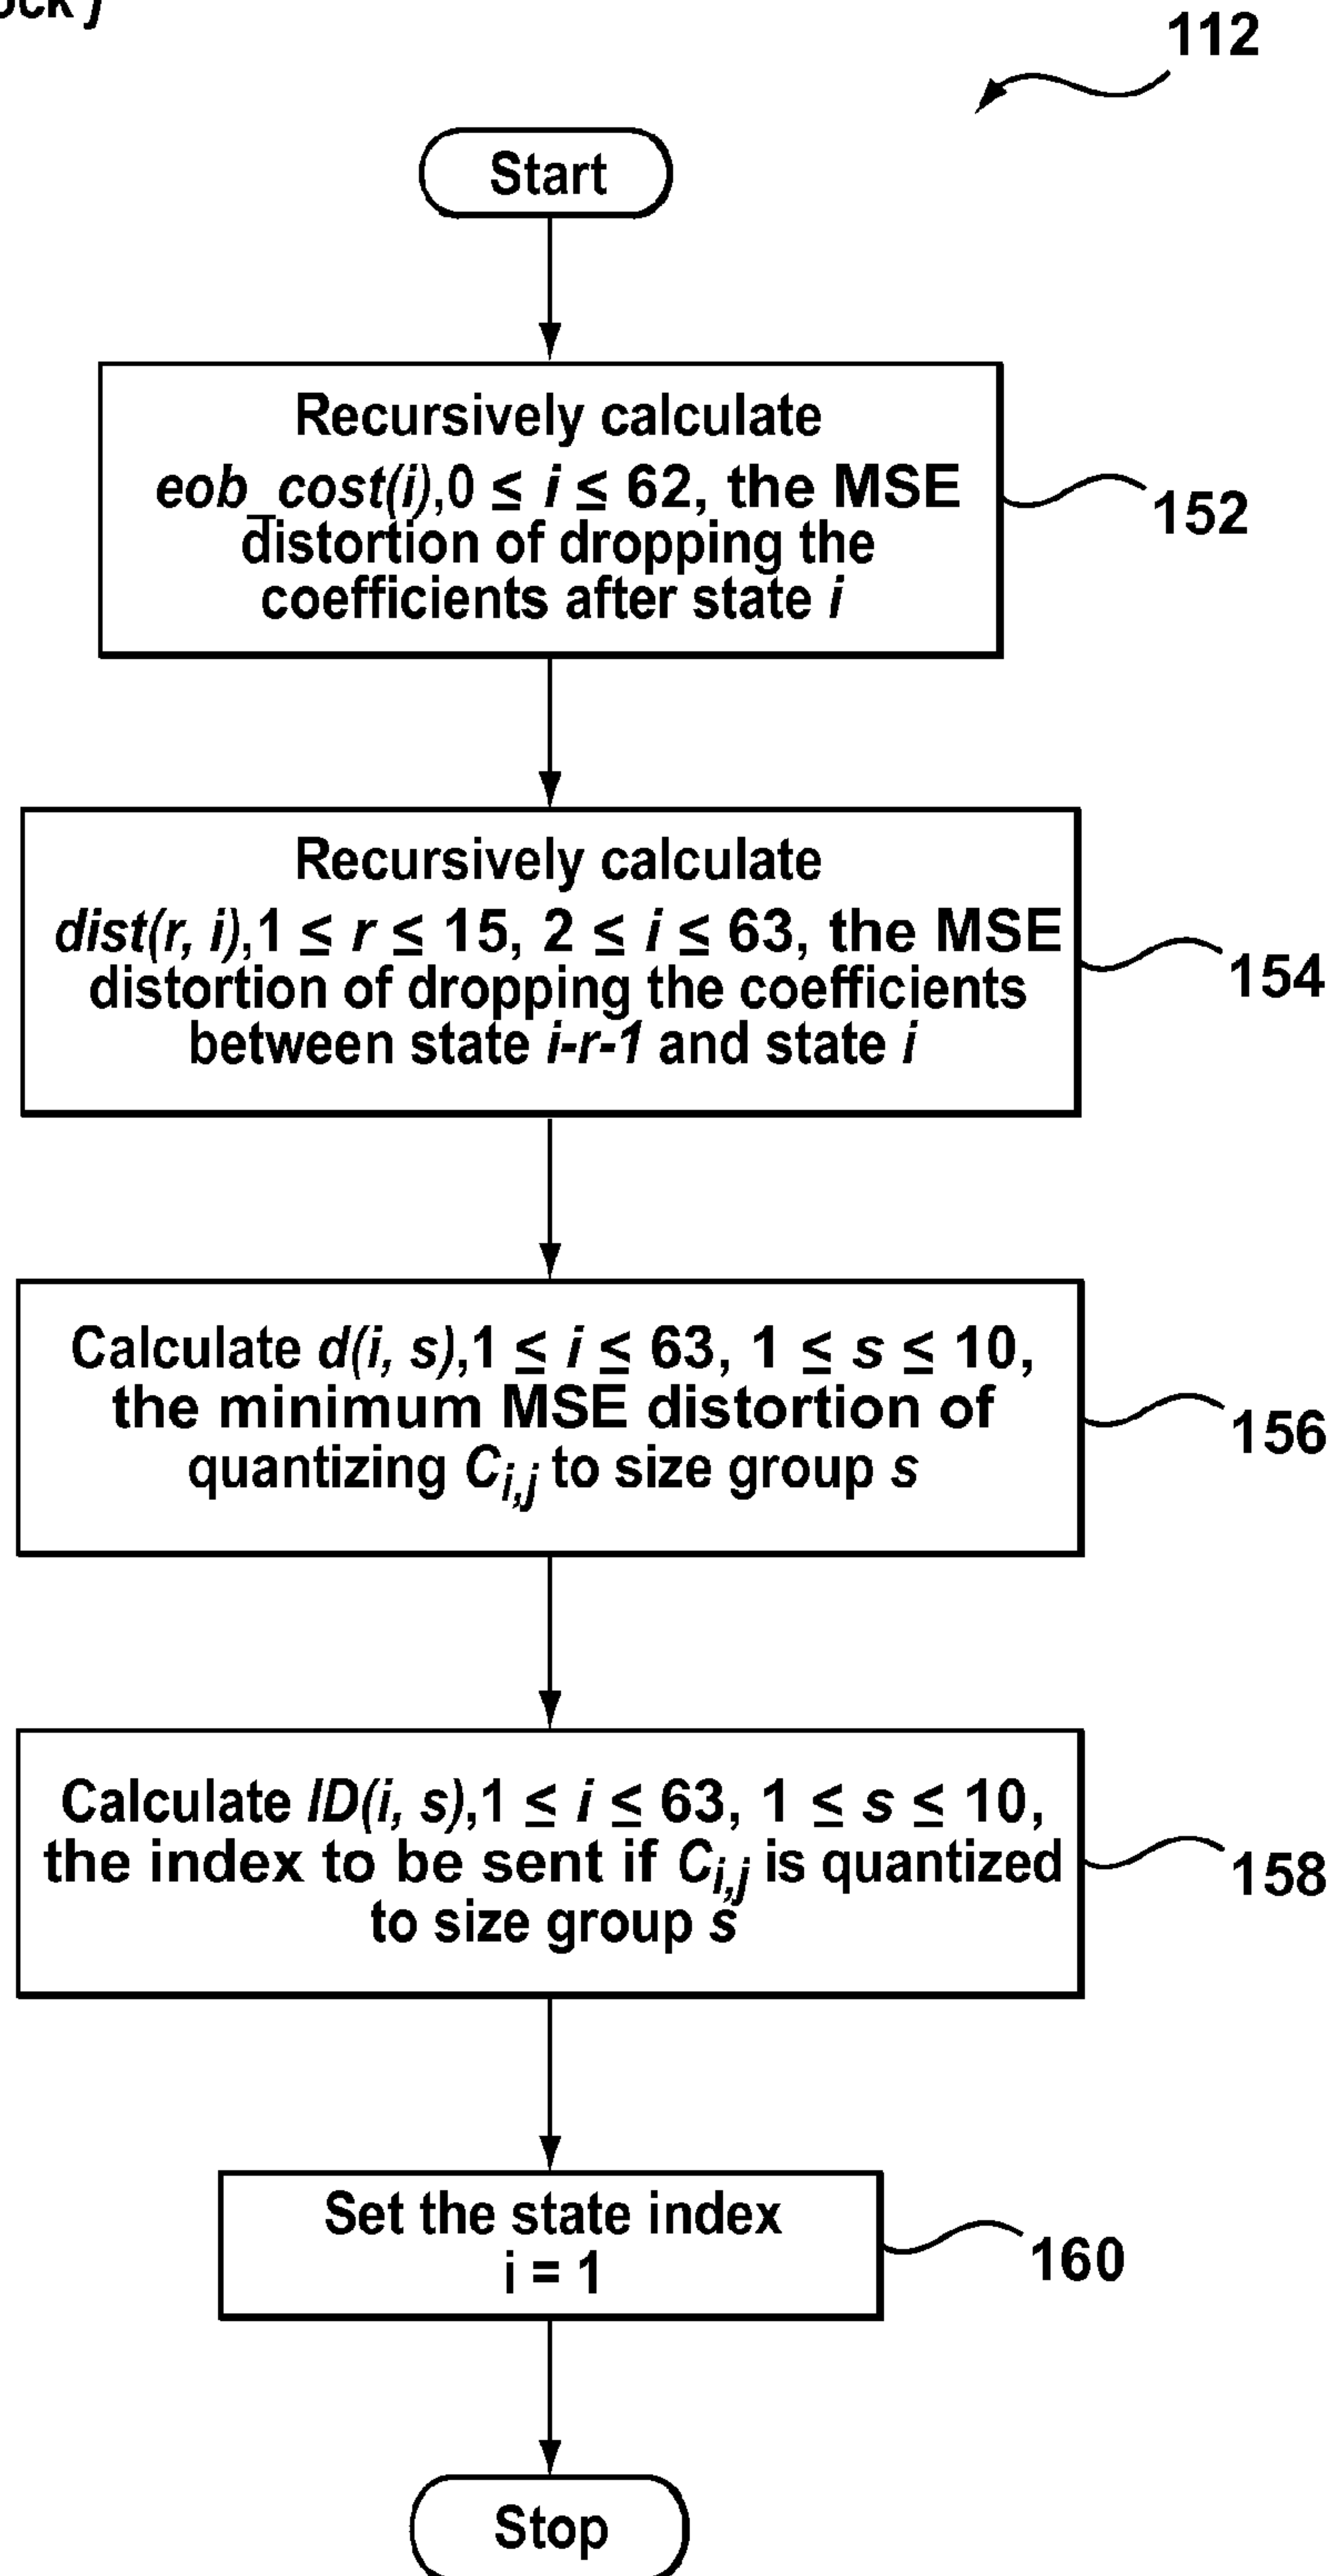 j
112
Start
Recursively calculate
eob_cost(i),0 ≤ i ≤ 62, the MSE
distortion of dropping the
coefficients after state i
152
Recursively calculate
dist(r, i),1 ≤ r ≤ 15, 2 ≤ i ≤ 63, the MSE
distortion of dropping the coefficients
between state i-r-1 and state i
154
Calculate d(i, s),1 ≤ i ≤ 63, 1 ≤ s ≤ 10,
the minimum MSE distortion of
quantizing Ci,j to size group s
156
Calculate ID(i, s),1 ≤ i ≤ 63, 1 ≤ s ≤ 10,
the index to be sent if Ci,j is quantized
to size group s
158
Set the state index
i = 1
160
Stop